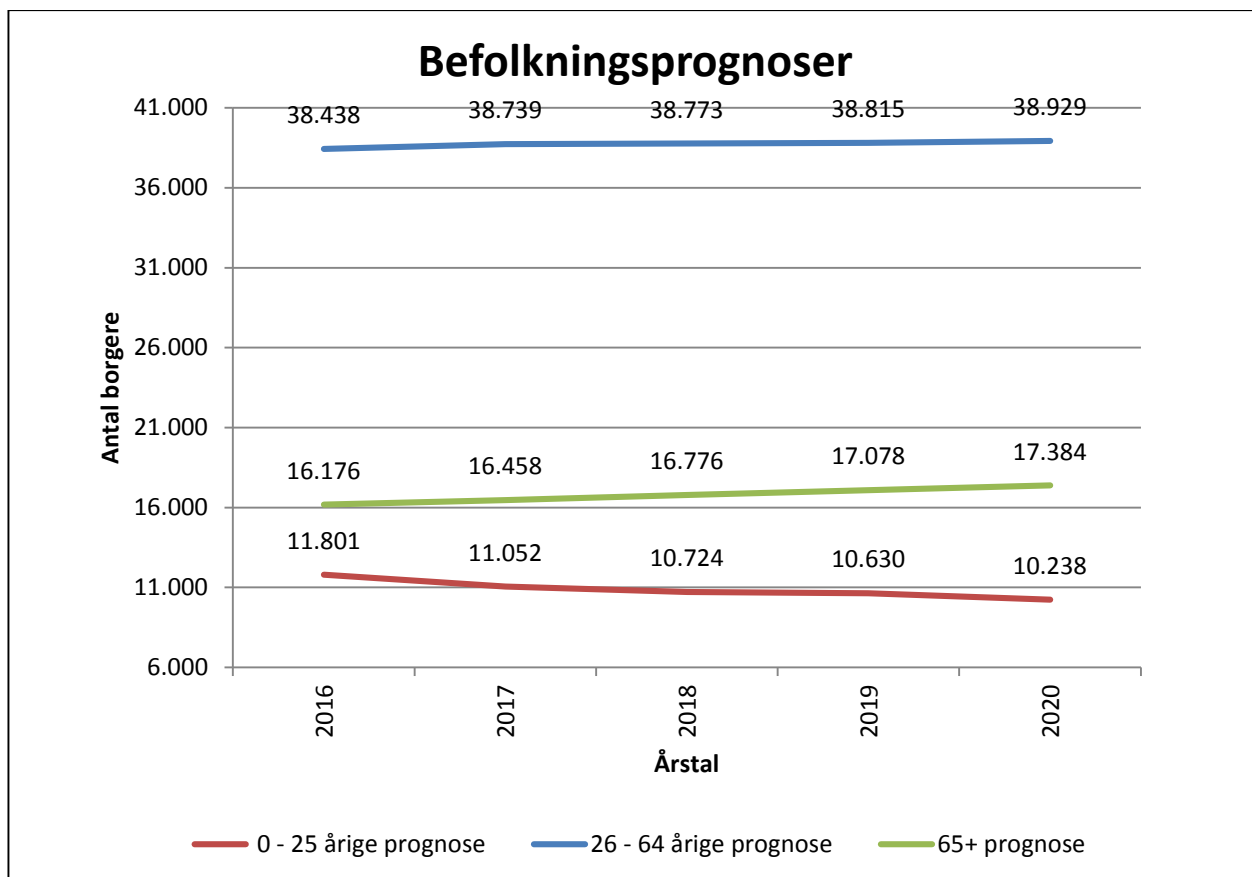 Befolkningsprognoser
41.000
38.438 38.739 38.773 38.815 38.929
36.000
31.000
26.000
21.000
16.176 16.458 16.776 17.078 17.384
16.000
11.801 11.052 10.724 10.630 10.238
11.000
6.000
Antal borgere
2016 2017 2018 2019 2020
Årstal
0 - 25 årige prognose 26 - 64 årige prognose 65+ prognose